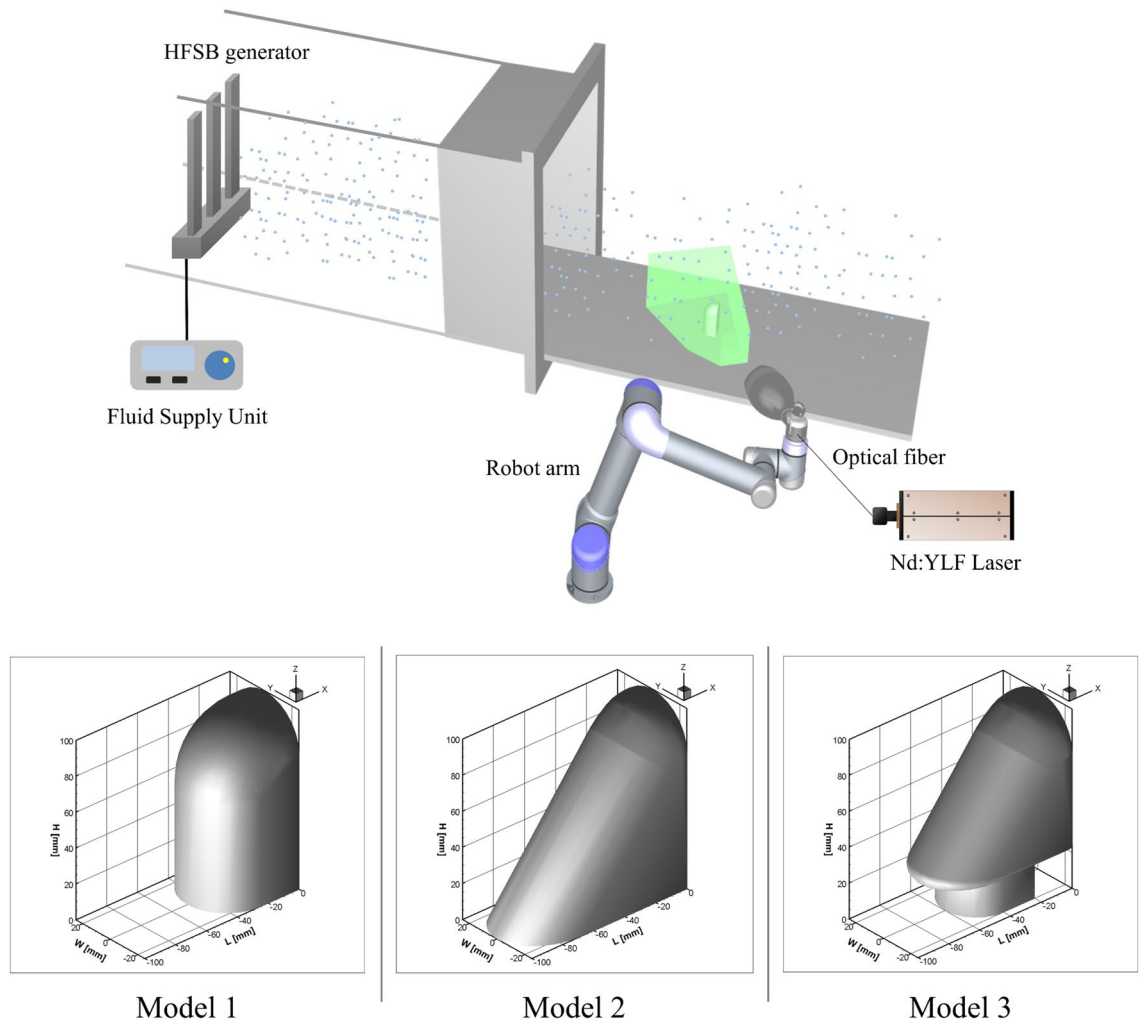 HFSB generator
Fluid Supply Unit
Robot arm
Optical fiber
Nd:YLF Laser
Z
Y
X
100
80
60
40
20
0
H [mm]
20
0
-20
W [mm]
-100
-80
-60
-40
-20
0
L [mm]
Model 1
Z
Y
X
100
80
60
40
20
0
H [mm]
20
0
-20
W [mm]
-100
-80
-60
-40
-20
0
L [mm]
Model 2
Z
Y
X
100
80
60
40
20
0
H [mm]
20
0
-20
W [mm]
-100
-80
-60
-40
-20
0
L [mm]
Model 3